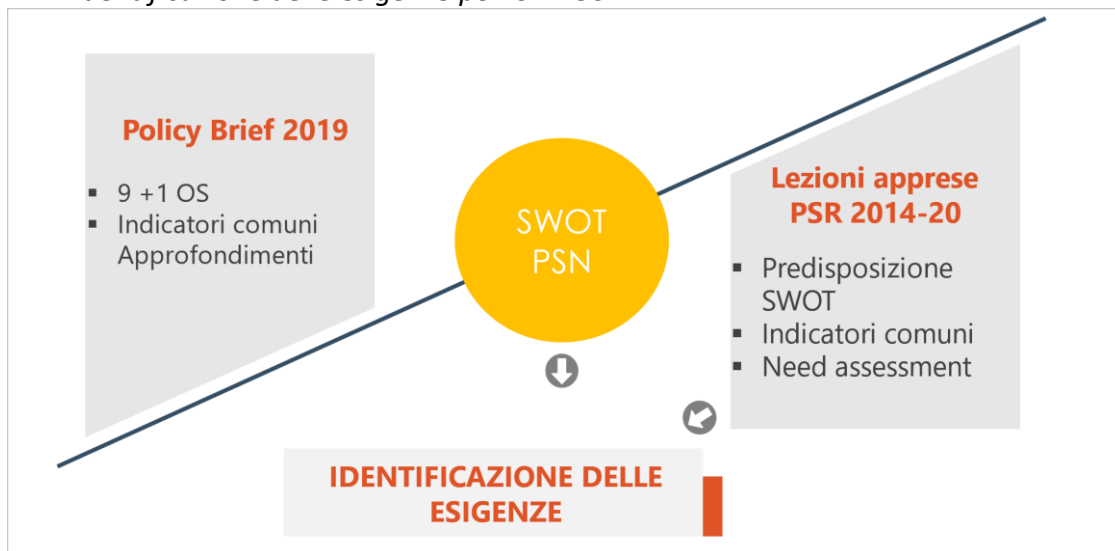 Policy Brief 2019
▪ 9 +1 OS
▪ Indicatori comuni
Approfondimenti
SWOT
PSN
Lezioni apprese
PSR 2014-20
▪ Predisposizione
SWOT
▪ Indicatori comuni
▪ Need assessment
IDENTIFICAZIONE DELLE
ESIGENZE